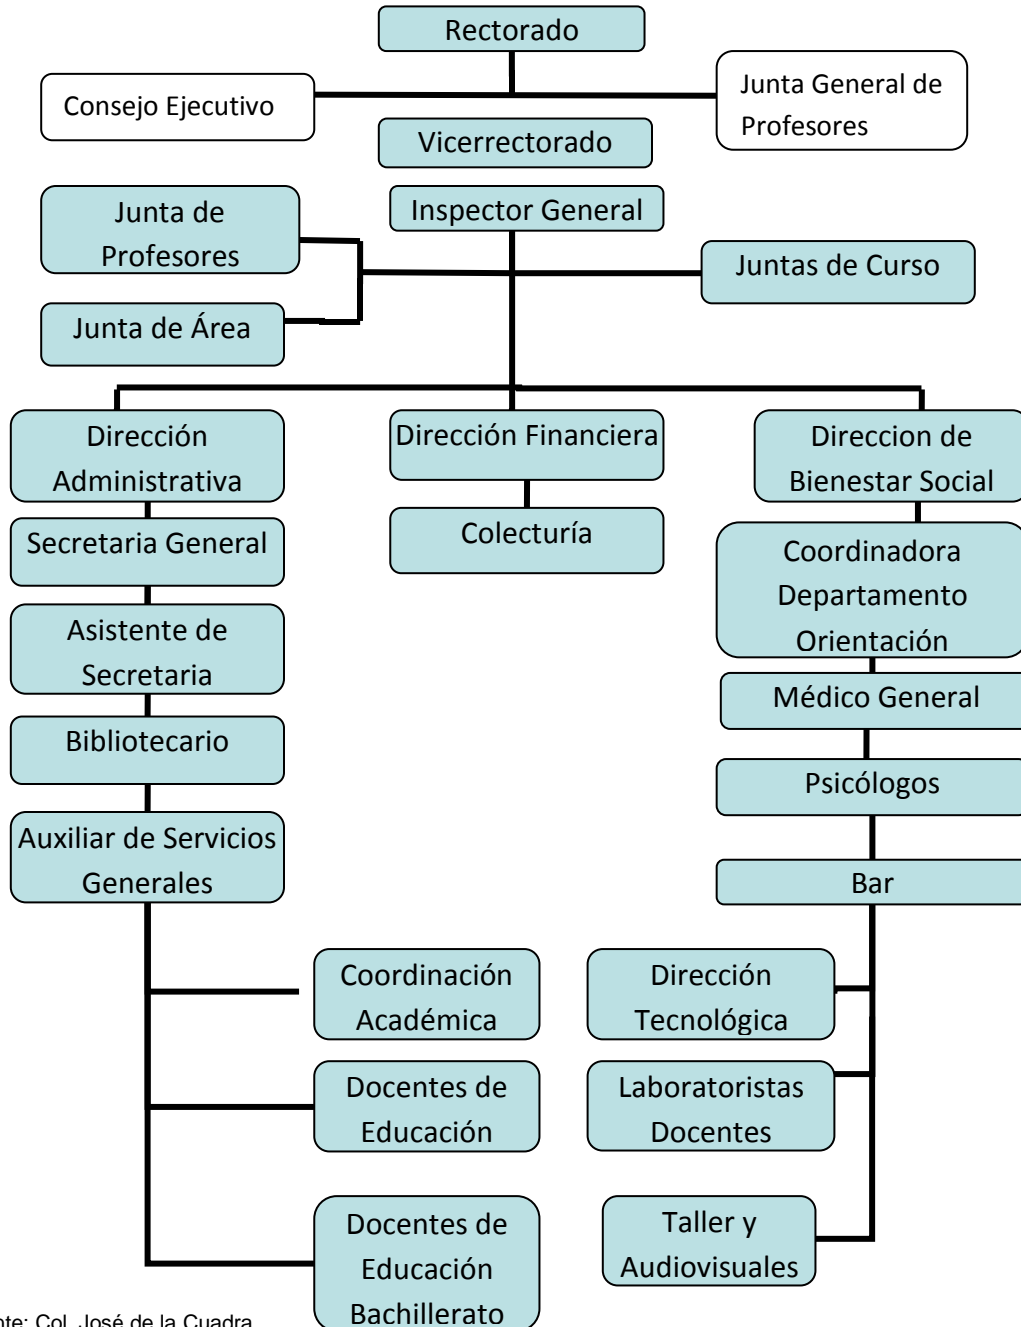 Rectorado
Consejo Ejecutivo
Junta General de
Profesores
Vicerrectorado
Inspector General
Junta de
Profesores
Juntas de Curso
Junta de Área
Dirección
Administrativa
Dirección Financiera
Direccion de
Bienestar Social
Secretaria General
Colecturía
Coordinadora
Departamento
Orientación
Asistente de
Secretaria
Médico General
Bibliotecario
Psicólogos
Auxiliar de Servicios
Generales
Bar
Coordinación
Académica
Dirección
Tecnológica
Docentes de
Educación
Laboratoristas
Docentes
Docentes de
Educación
Bachillerato
Taller y
Audiovisuales
nte: Col. José de la Cuadra